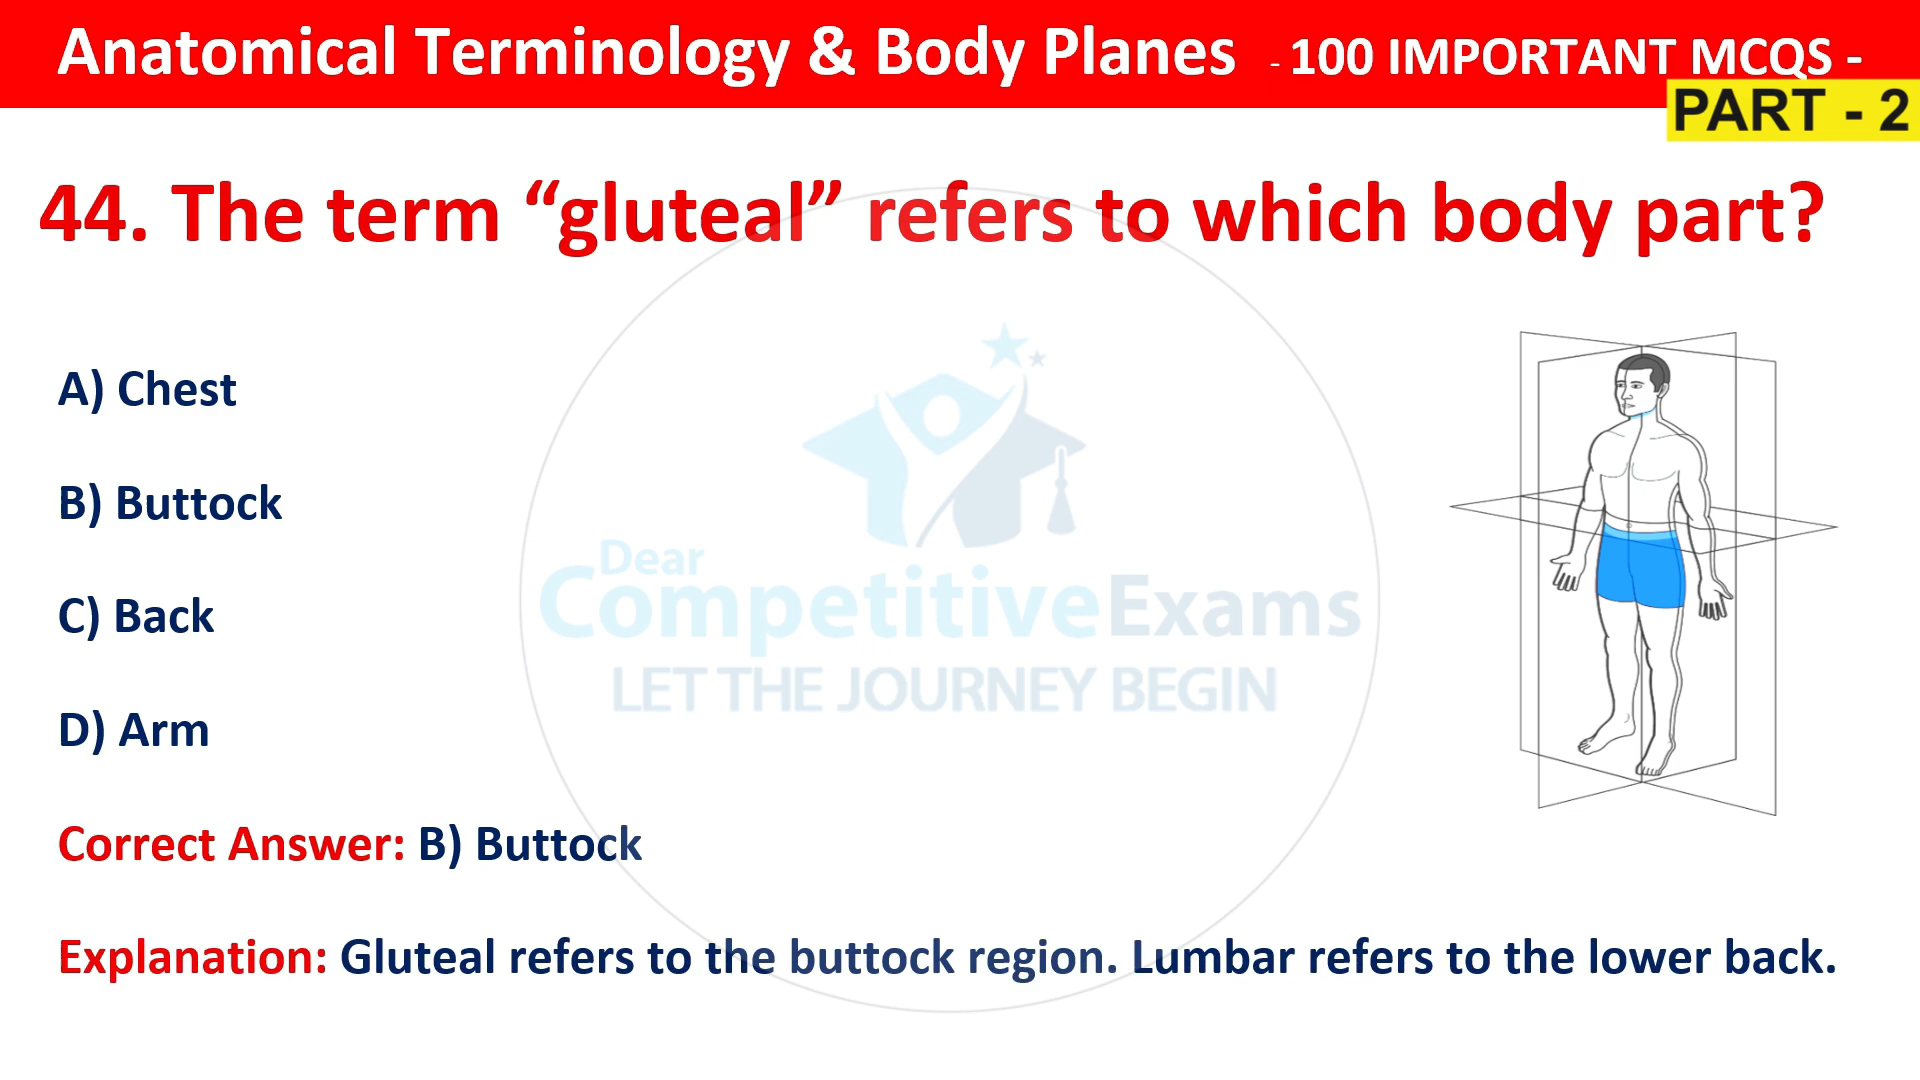 Anatomical Terminology & Body Planes - 100 IMPORTANT MCQS -
PART - 2
44. The term “gluteal” refers to which body part?
A) Chest
B) Buttock
C) Back
D) Arm
Dear
CompetitiveExams
LET THE JOURNEY BEGIN
Correct Answer: B) Buttock
Explanation: Gluteal refers to the buttock region. Lumbar refers to the lower back.